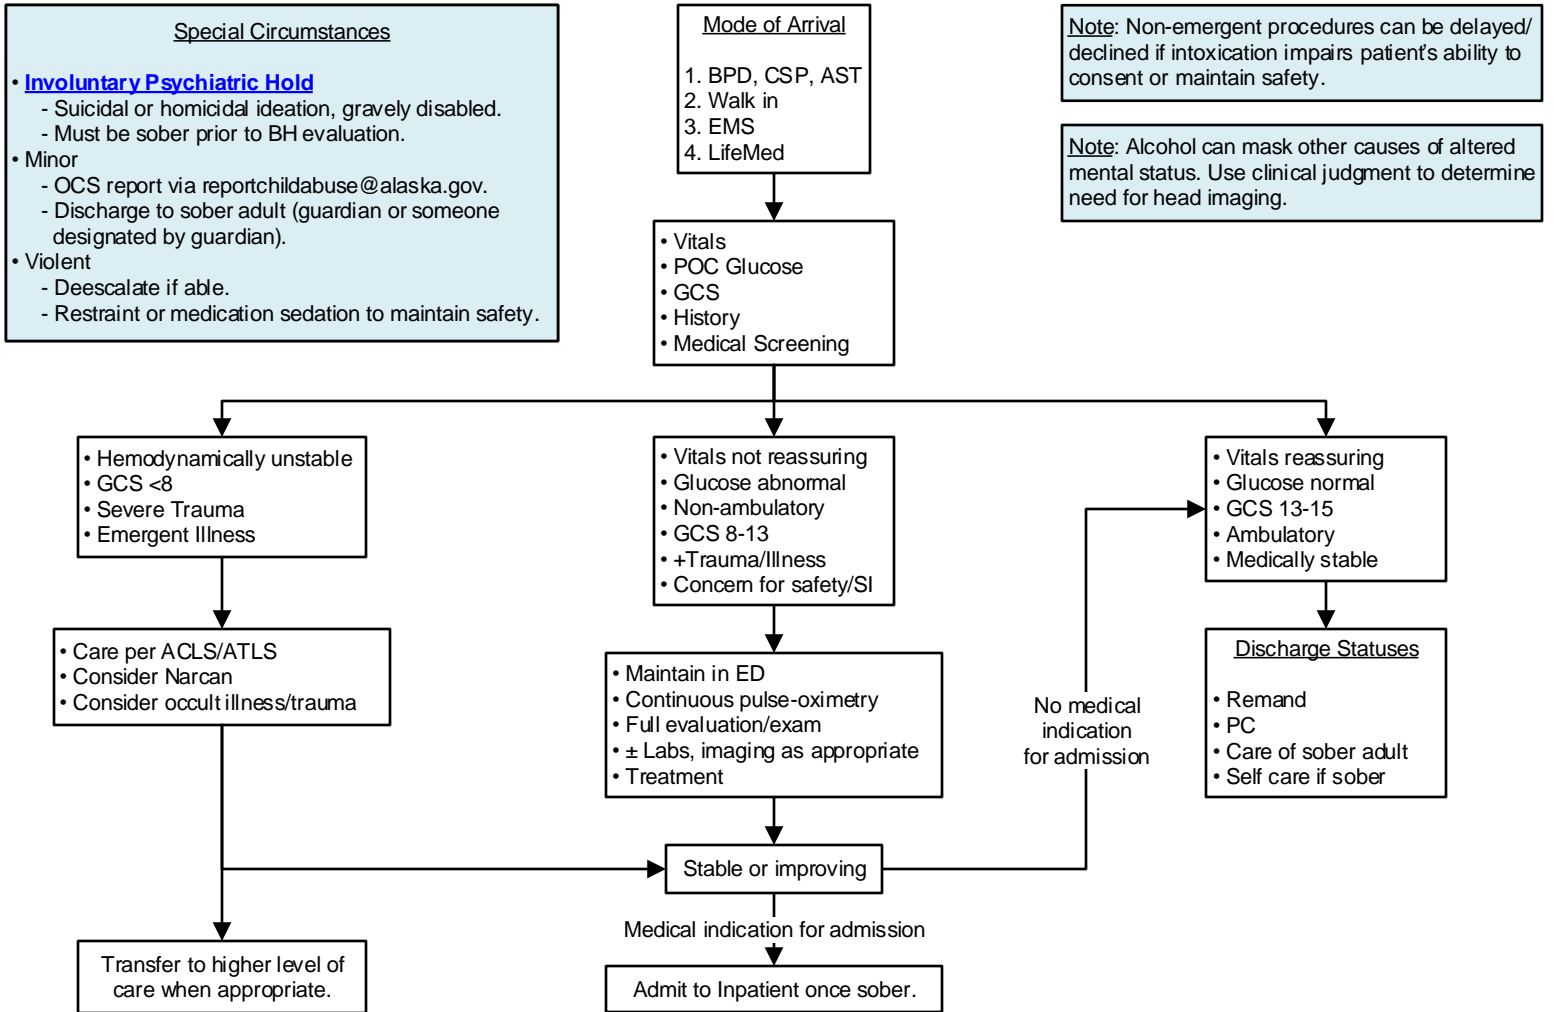 Special Circumstances
• Involuntary Psychiatric Hold
- Suicidal or homicidal ideation, gravely disabled.
- Must be sober prior to BH evaluation.
• Minor
- OCS report via reportchildabuse@alaska.gov.
- Discharge to sober adult (guardian or someone
designated by guardian).
• Violent
- Deescalate if able.
- Restraint or medication sedation to maintain safety.
Mode of Arrival
1. BPD, CSP, AST
2. Walk in
3. EMS
4. LifeMed
Note: Non-emergent procedures can be delayed/
declined if intoxication impairs patient's ability to
consent or maintain safety.
Note: Alcohol can mask other causes of altered
mental status. Use clinical judgment to determine
need for head imaging.
• Vitals
• POC Glucose
• GCS
• History
• Medical Screening
• Hemodynamically unstable
• GCS <8
• Severe Trauma
• Emergent Illness
• Vitals not reassuring
• Glucose abnormal
• Non-ambulatory
• GCS 8-13
• +Trauma/Illness
• Concern for safety/SI
• Vitals reassuring
• Glucose normal
• GCS 13-15
• Ambulatory
• Medically stable
• Care per ACLS/ATLS
• Consider Narcan
• Consider occult illness/trauma
• Maintain in ED
• Continuous pulse-oximetry
• Full evaluation/exam
• ± Labs, imaging as appropriate
• Treatment
No medical
indication
for admission
Discharge Statuses
• Remand
• PC
• Care of sober adult
• Self care if sober
Stable or improving
Medical indication for admission
Transfer to higher level of
care when appropriate.
Admit to Inpatient once sober.